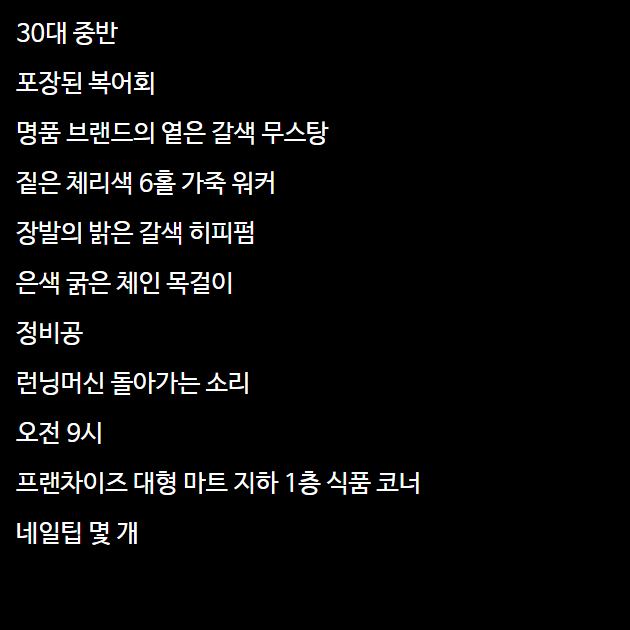 30대 중반
포장된 복어회
명품 브랜드의 옅은 갈색 무스탕
짙은 체리색 6홀 가죽 워커
장발의 밝은 갈색 히피펌
은색 굵은 체인 목걸이
정비공
런닝머신 돌아가는 소리
오전 9시
프랜차이즈 대형 마트 지하 1층 식품 코너
네일팁 몇 개